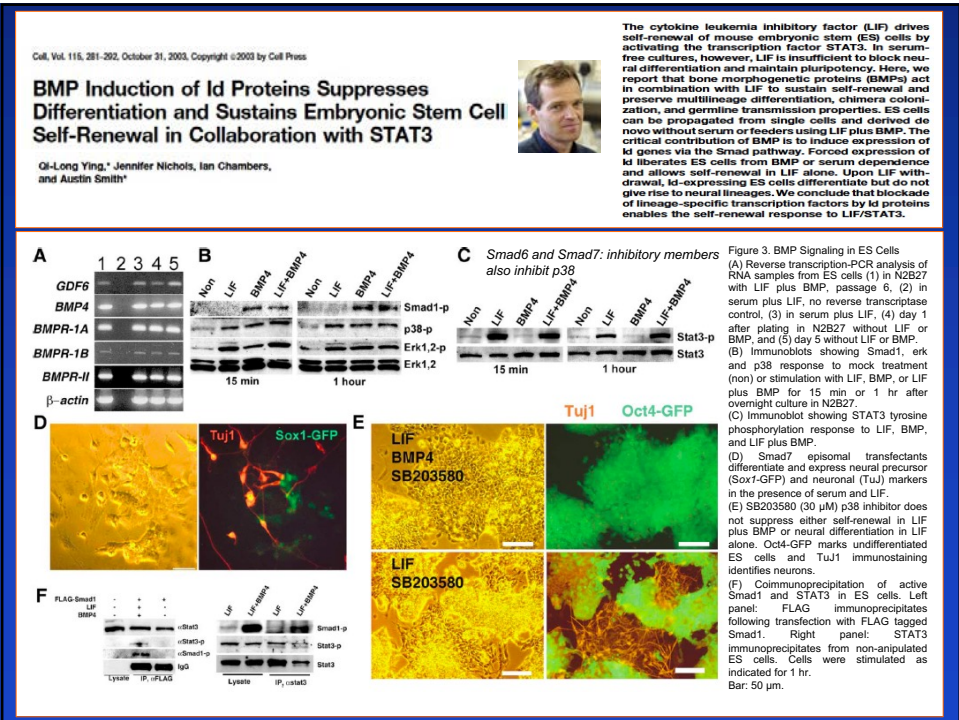 Cell, Vol. 115, 281-292, October 31, 2003, Copyright ©2003 by Cell Press
BMP Induction of Id Proteins Suppresses
Differentiation and Sustains Embryonic Stem Cell
Self-Renewal in Collaboration with STAT3
Qi-Long Ying,* Jennifer Nichols, Ian Chambers,
and Austin Smith*
The cytokine leukemia inhibitory factor (LIF) drives
self-renewal of mouse embryonic stem (ES) cells by
activating the transcription factor STAT3. In serum-
free cultures, however, LIF is insufficient to block neu-
ral differentiation and maintain pluripotency. Here, we
report that bone morphogenetic proteins (BMPs) act
in combination with LIF to sustain self-renewal and
preserve multilineage differentiation, chimera coloni-
zation, and germline transmission properties. ES cells
can be propagated from single cells and derived de
novo without serum or feeders using LIF plus BMP. The
critical contribution of BMP is to induce expression of
Id genes via the Smad pathway. Forced expression of
Id liberates ES cells from BMP or serum dependence
and allows self-renewal in LIF alone. Upon LIF with-
drawal, Id-expressing ES cells differentiate but do not
give rise to neural lineages. We conclude that blockade
of lineage-specific transcription factors by Id proteins
enables the self-renewal response to LIF/STAT3.
A
1 2 3 4 5
GDF6
BMP4
BMPR-1A
BMPR-1B
BMPR-II
β-actin
B
Non LIF BMP4 LIF+BMP4 Non LIF BMP4 LIF+BMP4
Smad1-p
p38-p
Erk1,2-p
Erk1,2
15 min 1 hour
C Smad6 and Smad7: inhibitory members
also inhibit p38
Non LIF BMP4 LIF+BMP4 Non LIF BMP4 LIF+BMP4
Stat3-p
Stat3
15 min 1 hour
D
Tuj1 Sox1-GFP
E
Tuj1 Oct4-GFP
LIF
BMP4
SB203580
LIF
SB203580
F
FLAG-Smad1 - + +
LIF - + -
BMP4 - + -
αStat3
αStat3-p
αSmad1-p
IgG
Lysate IP, αFLAG
LIF LIF+BMP4 LIF LIF+BMP4
Smad1-p
Stat3-p
Stat3
Lysate IP, αstat3
Figure 3. BMP Signaling in ES Cells
(A) Reverse transcription-PCR analysis of
RNA samples from ES cells (1) in N2B27
with LIF plus BMP, passage 6, (2) in
serum plus LIF, no reverse transcriptase
control, (3) in serum plus LIF, (4) day 1
after plating in N2B27 without LIF or
BMP, and (5) day 5 without LIF or BMP.
(B) Immunoblots showing Smad1, erk
and p38 response to mock treatment
(non) or stimulation with LIF, BMP, or LIF
plus BMP for 15 min or 1 hr after
overnight culture in N2B27.
(C) Immunoblot showing STAT3 tyrosine
phosphorylation response to LIF, BMP,
and LIF plus BMP.
(D) Smad7 episomal transfectants
differentiate and express neural precursor
(Sox1-GFP) and neuronal (TuJ) markers
in the presence of serum and LIF.
(E) SB203580 (30 μM) p38 inhibitor does
not suppress either self-renewal in LIF
plus BMP or neural differentiation in LIF
alone. Oct4-GFP marks undifferentiated
ES cells and TuJ1 immunostaining
identifies neurons.
(F) Coimmunoprecipitation of active
Smad1 and STAT3 in ES cells. Left
panel: FLAG immunoprecipitates
following transfection with FLAG tagged
Smad1. Right panel: STAT3
immunoprecipitates from non-anipulated
ES cells. Cells were stimulated as
indicated for 1 hr.
Bar: 50 μm.